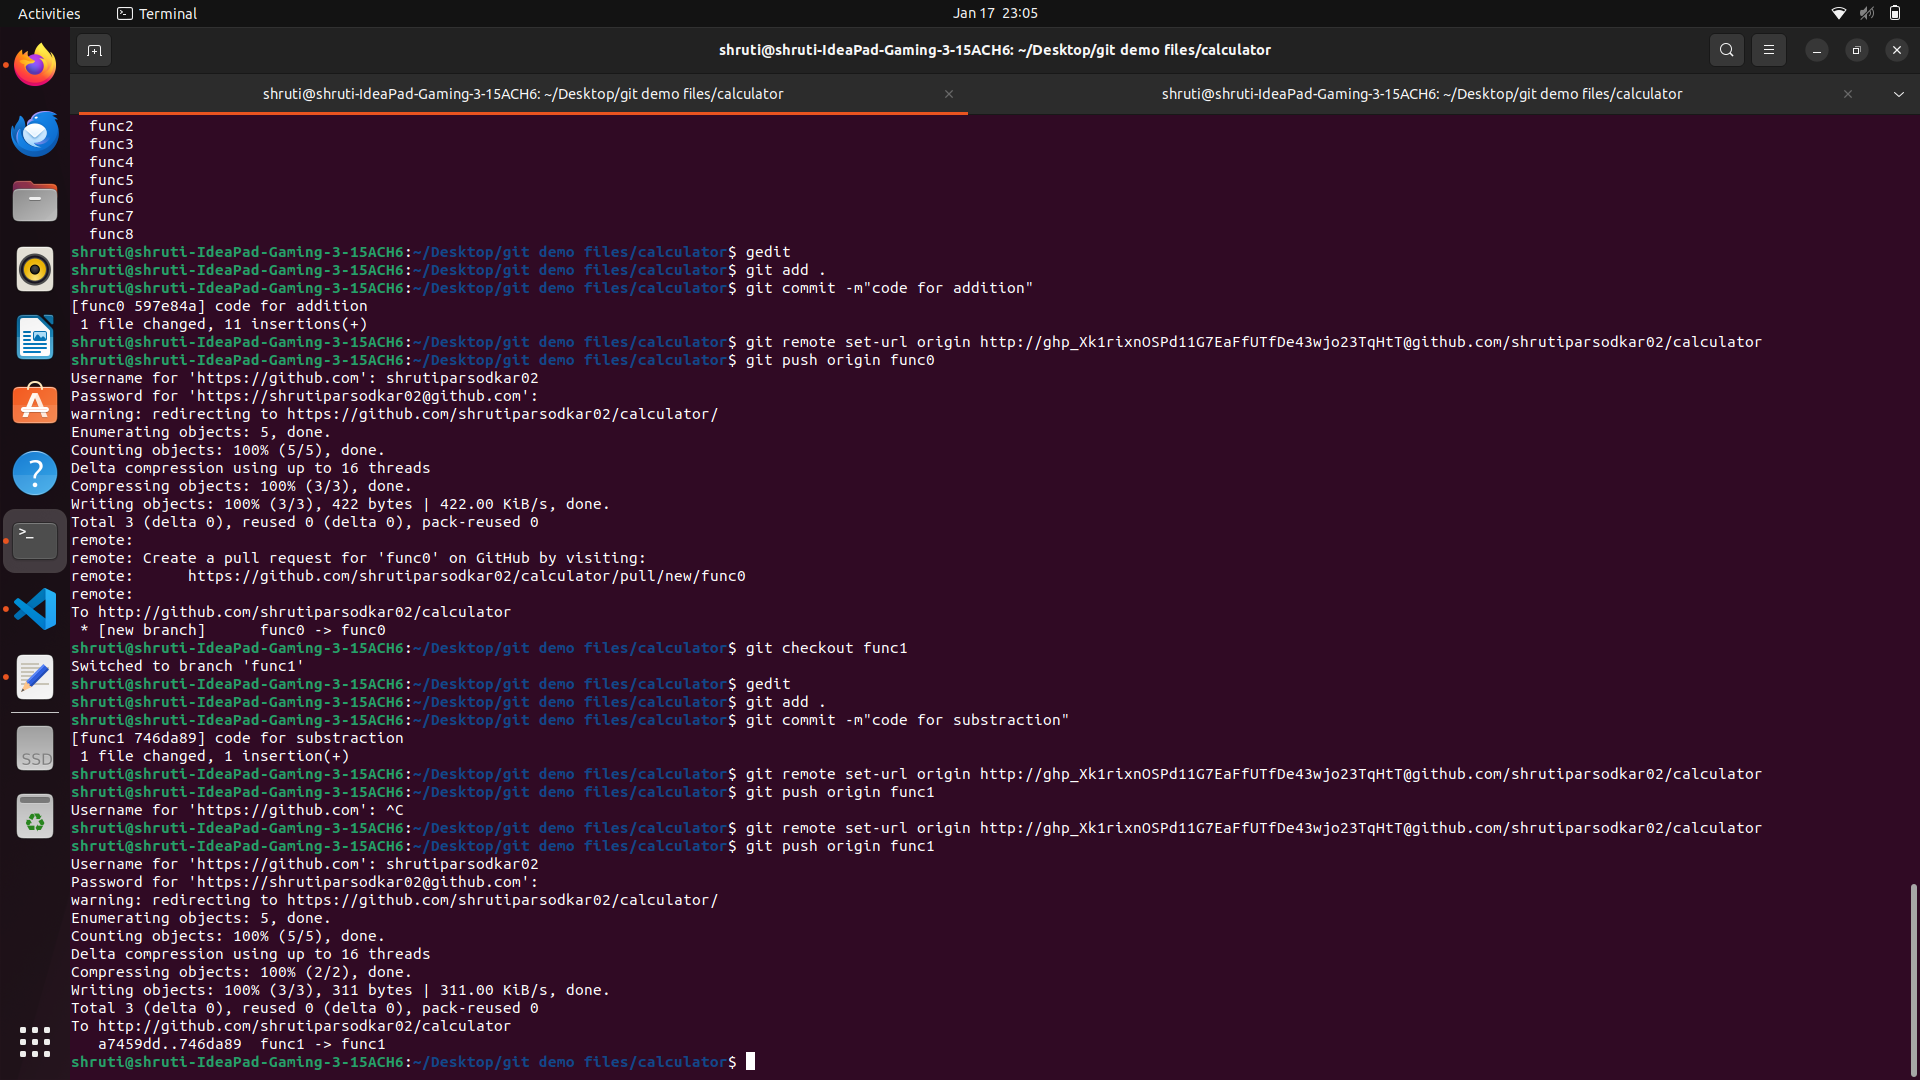 Activities
Terminal
Jan 17 23:05
shruti@shruti-IdeaPad-Gaming-3-15ACH6: ~/Desktop/git demo files/calculator
shruti@shruti-IdeaPad-Gaming-3-15ACH6: ~/Desktop/git demo files/calculator
shruti@shruti-IdeaPad-Gaming-3-15ACH6: ~/Desktop/git demo files/calculator
func2
func3
func4
func5
func6
func7
func8
shruti@shruti-IdeaPad-Gaming-3-15ACH6:~/Desktop/git demo files/calculator$ gedit
shruti@shruti-IdeaPad-Gaming-3-15ACH6:~/Desktop/git demo files/calculator$ git add .
shruti@shruti-IdeaPad-Gaming-3-15ACH6:~/Desktop/git demo files/calculator$ git commit -m"code for addition"
[func0 597e84a] code for addition
1 file changed, 11 insertions(+)
shruti@shruti-IdeaPad-Gaming-3-15ACH6:~/Desktop/git demo files/calculator$ git remote set-url origin http://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@github.com/shrutiparsodkar02/calculator
shruti@shruti-IdeaPad-Gaming-3-15ACH6:~/Desktop/git demo files/calculator$ git push origin func0
Username for 'https://github.com': shrutiparsodkar02
Password for 'https://shrutiparsodkar02@github.com':
warning: redirecting to https://github.com/shrutiparsodkar02/calculator/
Enumerating objects: 5, done.
Counting objects: 100% (5/5), done.
Delta compression using up to 16 threads
Compressing objects: 100% (3/3), done.
Writing objects: 100% (3/3), 422 bytes | 422.00 KiB/s, done.
Total 3 (delta 0), reused 0 (delta 0), pack-reused 0
remote:
remote: Create a pull request for 'func0' on GitHub by visiting:
remote:      https://github.com/shrutiparsodkar02/calculator/pull/new/func0
remote:
To http://github.com/shrutiparsodkar02/calculator
* [new branch]      func0 -> func0
shruti@shruti-IdeaPad-Gaming-3-15ACH6:~/Desktop/git demo files/calculator$ git checkout func1
Switched to branch 'func1'
shruti@shruti-IdeaPad-Gaming-3-15ACH6:~/Desktop/git demo files/calculator$ gedit
shruti@shruti-IdeaPad-Gaming-3-15ACH6:~/Desktop/git demo files/calculator$ git add .
shruti@shruti-IdeaPad-Gaming-3-15ACH6:~/Desktop/git demo files/calculator$ git commit -m"code for substraction"
[func1 746da89] code for substraction
1 file changed, 1 insertion(+)
shruti@shruti-IdeaPad-Gaming-3-15ACH6:~/Desktop/git demo files/calculator$ git remote set-url origin http://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@github.com/shrutiparsodkar02/calculator
shruti@shruti-IdeaPad-Gaming-3-15ACH6:~/Desktop/git demo files/calculator$ git push origin func1
Username for 'https://github.com': ^C
shruti@shruti-IdeaPad-Gaming-3-15ACH6:~/Desktop/git demo files/calculator$ git remote set-url origin http://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@github.com/shrutiparsodkar02/calculator
shruti@shruti-IdeaPad-Gaming-3-15ACH6:~/Desktop/git demo files/calculator$ git push origin func1
Username for 'https://github.com': shrutiparsodkar02
Password for 'https://shrutiparsodkar02@github.com':
warning: redirecting to https://github.com/shrutiparsodkar02/calculator/
Enumerating objects: 5, done.
Counting objects: 100% (5/5), done.
Delta compression using up to 16 threads
Compressing objects: 100% (2/2), done.
Writing objects: 100% (3/3), 311 bytes | 311.00 KiB/s, done.
Total 3 (delta 0), reused 0 (delta 0), pack-reused 0
To http://github.com/shrutiparsodkar02/calculator
a7459dd..746da89  func1 -> func1
shruti@shruti-IdeaPad-Gaming-3-15ACH6:~/Desktop/git demo files/calculator$
SSD